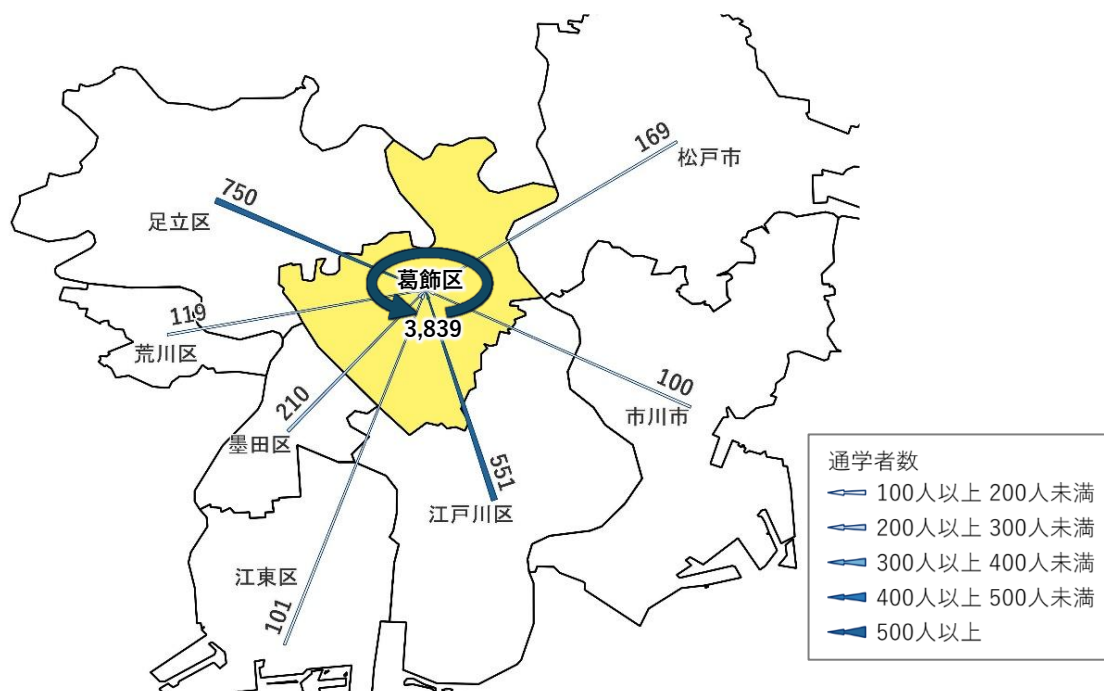 169
松戸市
750
足立区
葛飾区
3,839
119
荒川区
210
墨田区
100
市川市
551
江戸川区
江東区
101
通学者数
100人以上 200人未満
200人以上 300人未満
300人以上 400人未満
400人以上 500人未満
500人以上